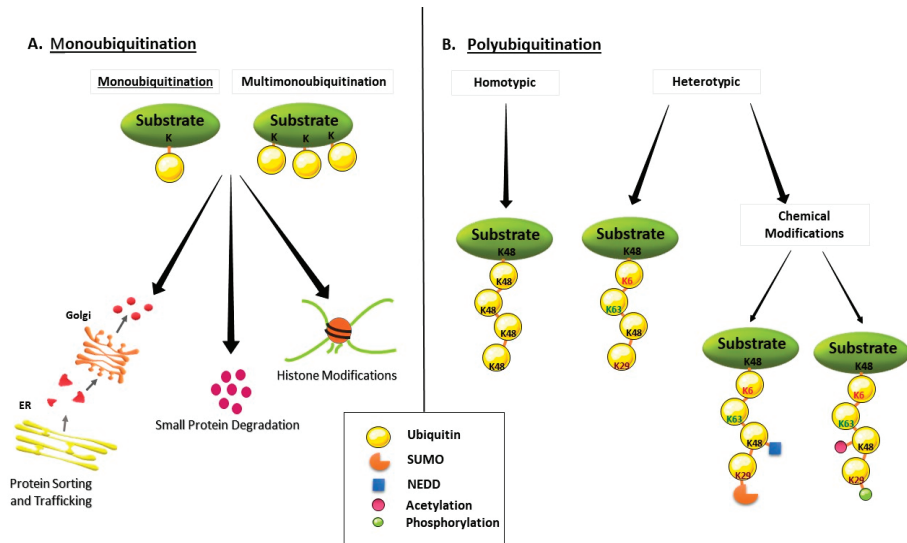 A. Monoubiquitination
Monoubiquitination
Multimonoubiquitination
Substrate
K
Substrate
K
K
K
Golgi
ER
Protein Sorting
and Trafficking
Small Protein Degradation
Histone Modifications
B. Polyubiquitination
Homotypic
Heterotypic
Chemical
Modifications
Substrate
K48
K48
K48
K48
K48
Substrate
K48
K6
K63
K48
K29
Substrate
K48
K6
K63
K48
K29
Substrate
K48
K6
K63
K48
K29
Ubiquitin
SUMO
NEDD
Acetylation
Phosphorylation